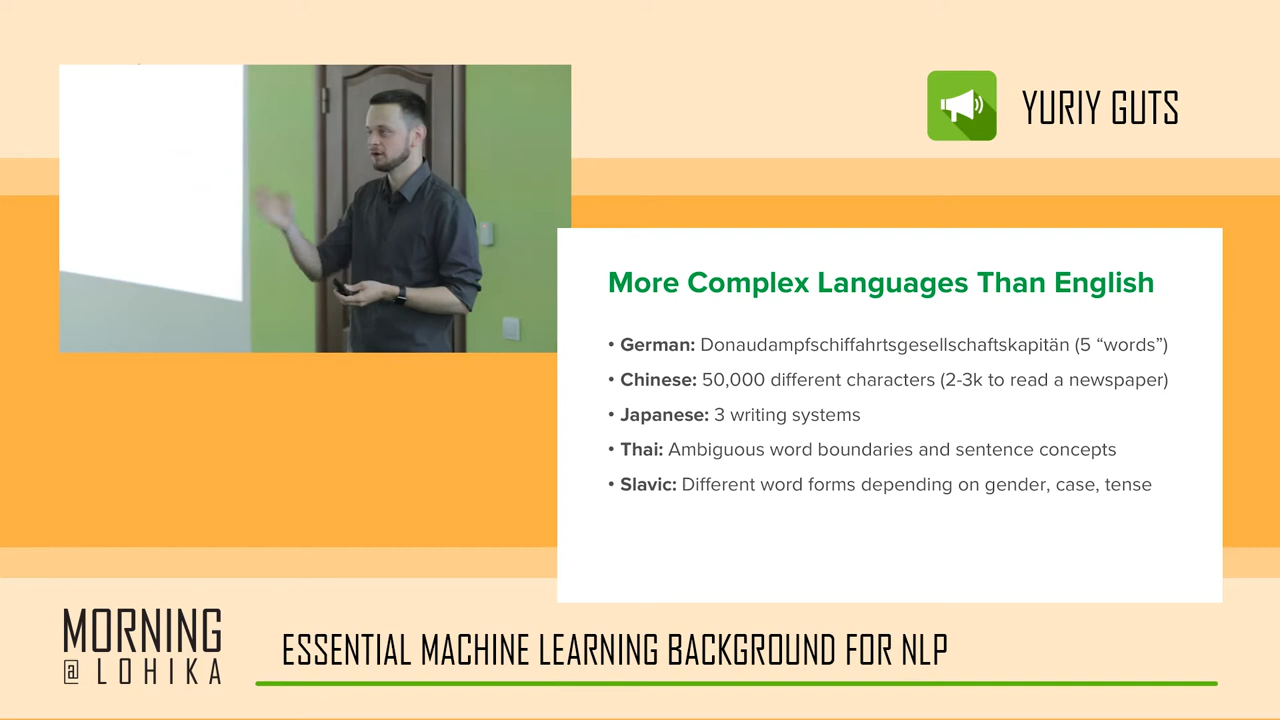 YURIY GUTS
More Complex Languages Than English
• German: Donaudampfschiffahrtsgesellschaftskapitän (5 “words”)
• Chinese: 50,000 different characters (2-3k to read a newspaper)
• Japanese: 3 writing systems
• Thai: Ambiguous word boundaries and sentence concepts
• Slavic: Different word forms depending on gender, case, tense
MORNING
@ LOHIKA
ESSENTIAL MACHINE LEARNING BACKGROUND FOR NLP